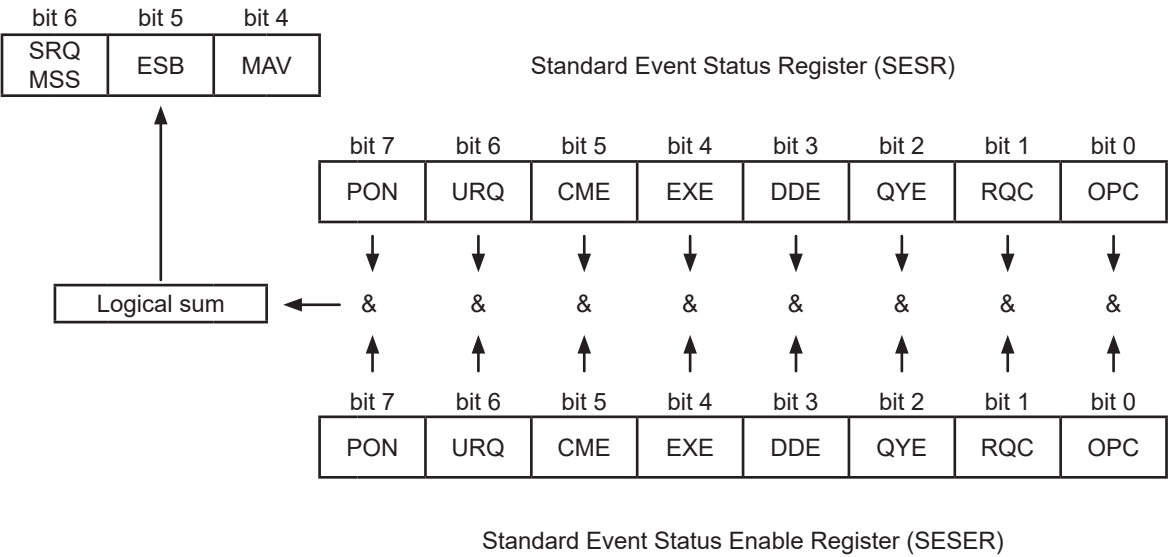 bit 6 bit 5 bit 4
SRQ
MSS
ESB MAV
Standard Event Status Register (SESR)
bit 7 bit 6 bit 5 bit 4 bit 3 bit 2 bit 1 bit 0
PON URQ CME EXE DDE QYE RQC OPC
Logical sum & & & & & & & &
bit 7 bit 6 bit 5 bit 4 bit 3 bit 2 bit 1 bit 0
PON URQ CME EXE DDE QYE RQC OPC
Standard Event Status Enable Register (SESER)